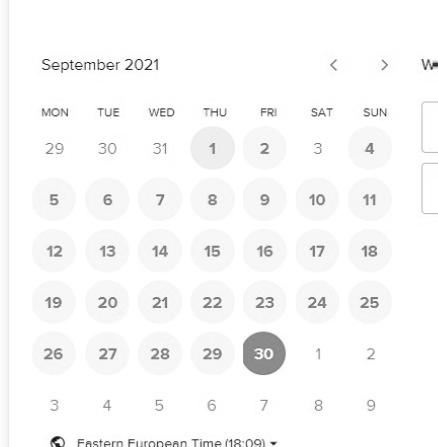 September 2021
MON TUE WED THU FRI SAT SUN
29 30 31 1 2 3 4
5 6 7 8 9 10 11
12 13 14 15 16 17 18
19 20 21 22 23 24 25
26 27 28 29 30 1 2
3 4 5 6 7 8 9
Eastern European Time (18:09)